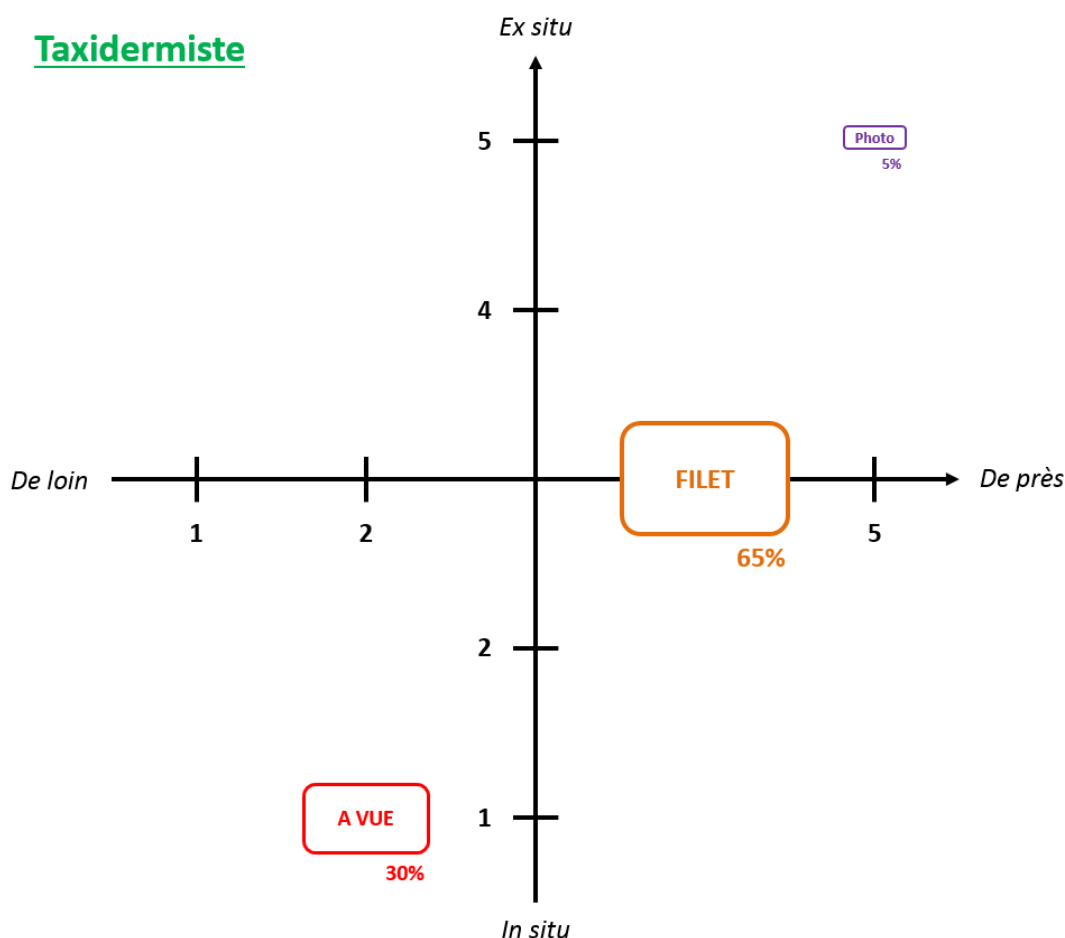 Ex situ
Taxidermiste
5
Photo
5%
4
De loin
FILET
De près
1
2
5
65%
2
A VUE
1
30%
In situ